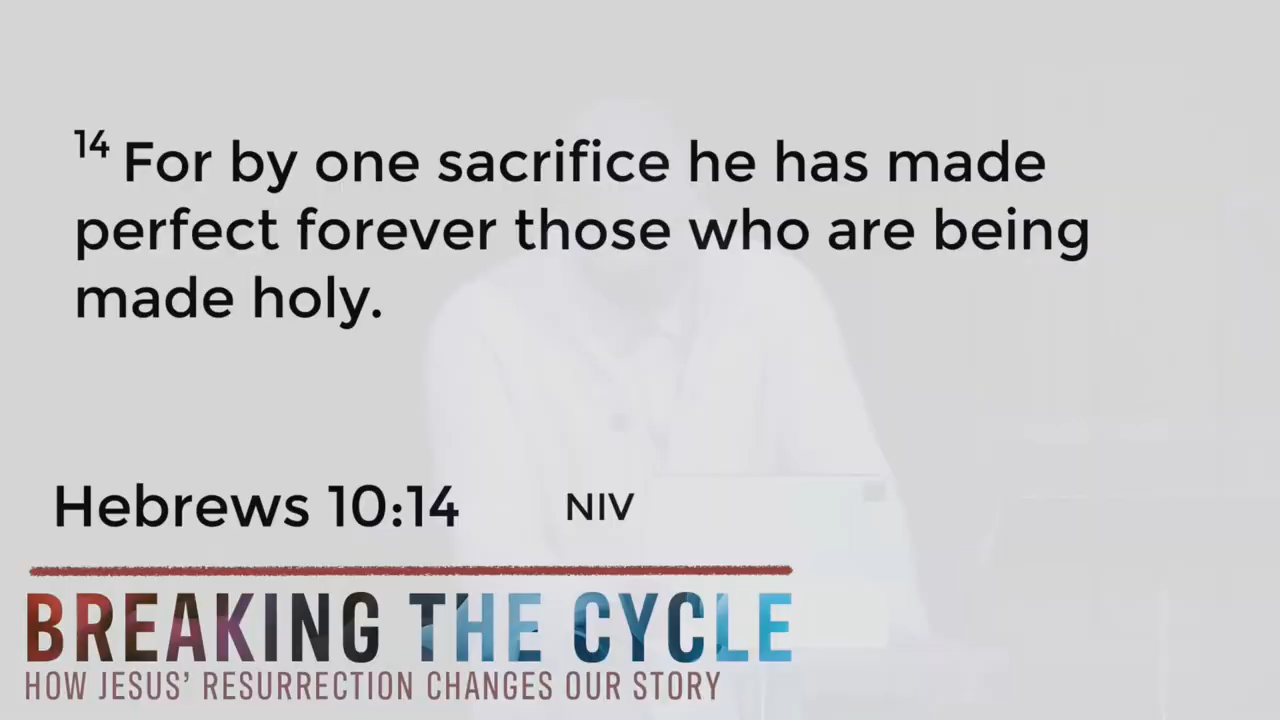 14 For by one sacrifice he has made
perfect forever those who are being
made holy.
Hebrews 10:14 NIV
BREAKING THE CYCLE
HOW JESUS’ RESURRECTION CHANGES OUR STORY